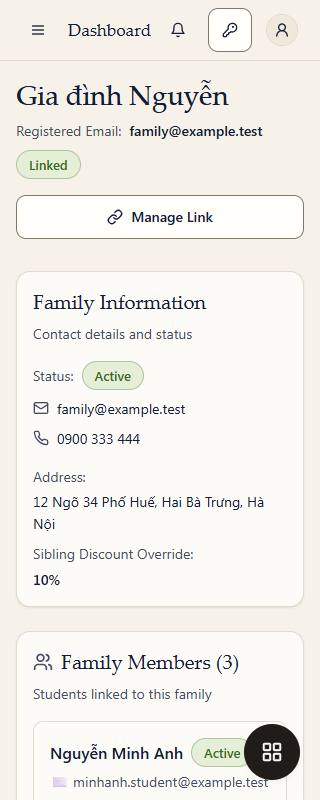 Dashboard
Gia đình Nguyễn
Registered Email: family@example.test
Linked
Manage Link
Family Information
Contact details and status
Status: Active
family@example.test
0900 333 444
Address:
12 Ngõ 34 Phố Huế, Hai Bà Trưng, Hà
Nội
Sibling Discount Override:
10%
Family Members (3)
Students linked to this family
Nguyễn Minh Anh Active
minhanh.student@example.test